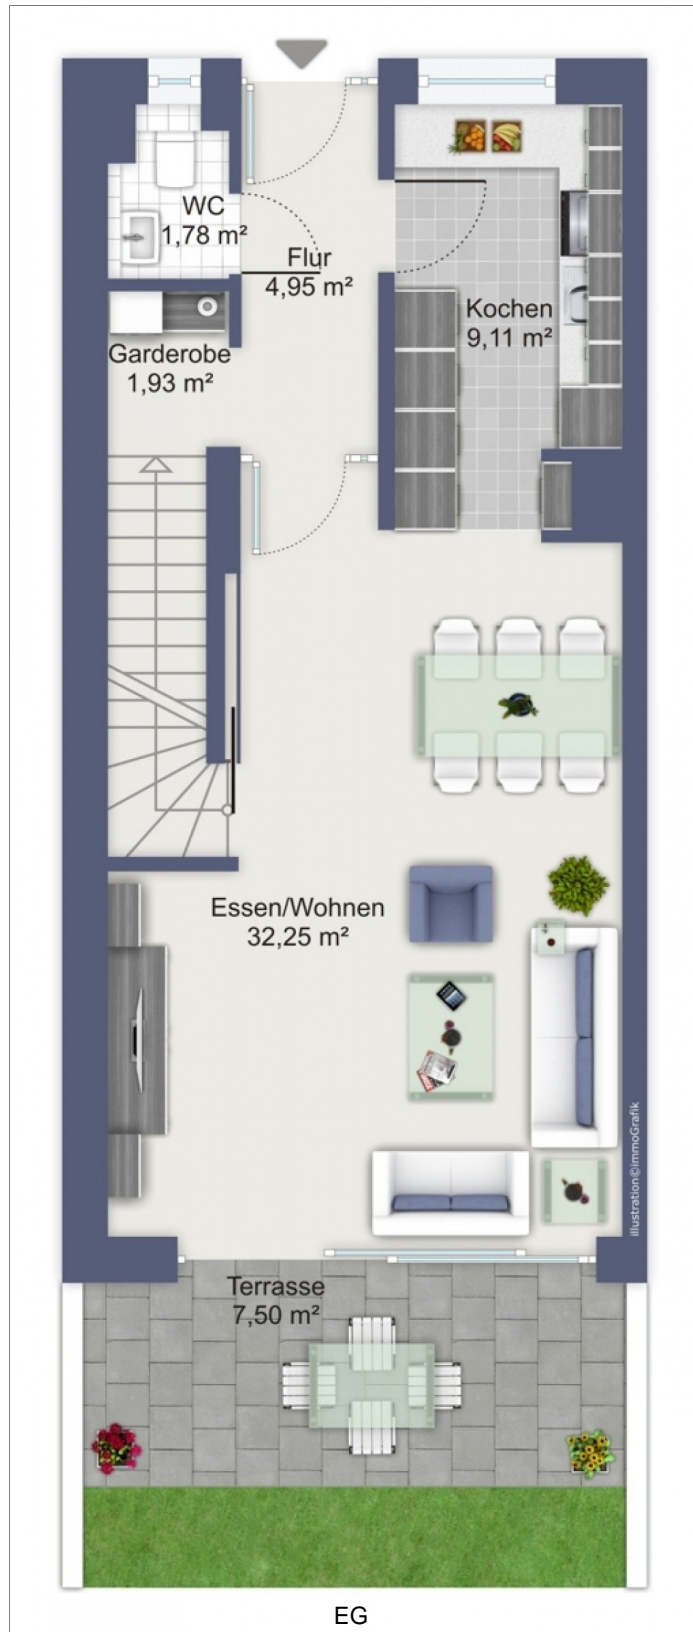 WC
1,78 m²
Flur
4,95 m²
Kochen
9,11 m²
Garderobe
1,93 m²
Essen/Wohnen
32,25 m²
illustration©immoGrafik
Terrasse
7,50 m²
EG